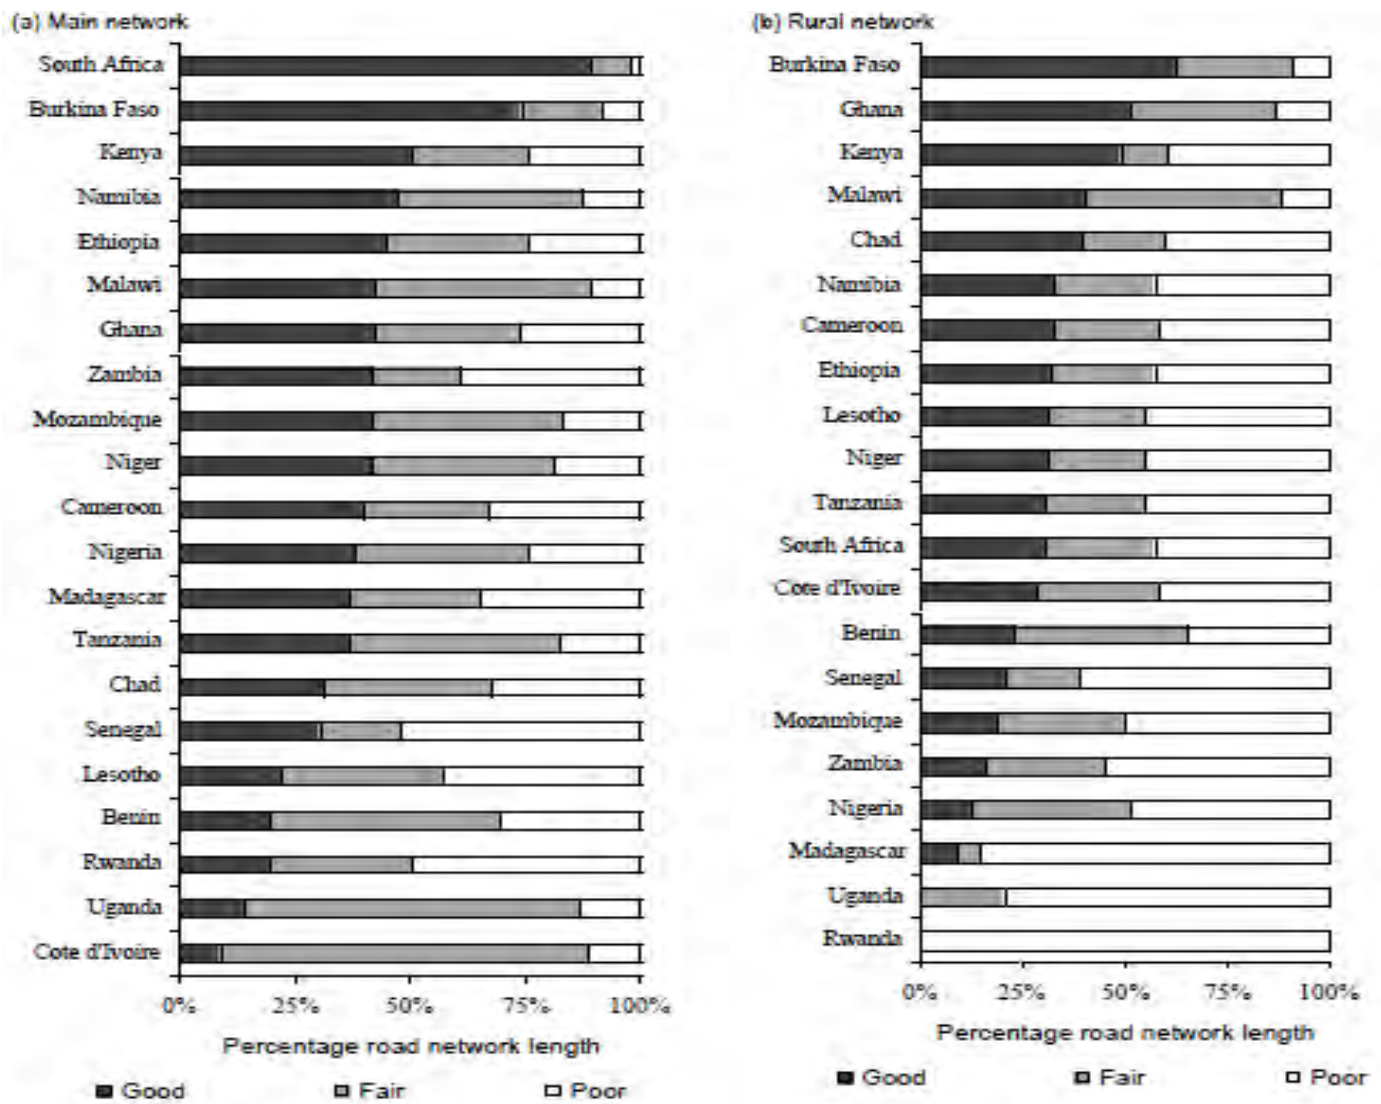 (a) Main network
South Africa
Burkina Faso
Kenya
Namibia
Ethiopia
Malawi
Ghana
Zambia
Mozambique
Niger
Cameroon
Nigeria
Madagascar
Tanzania
Chad
Senegal
Lesotho
Benin
Rwanda
Uganda
Cote d'Ivoire
0% 25% 50% 75% 100%
Percentage road network length
Good Fair Poor
(b) Rural network
Burkina Faso
Ghana
Kenya
Malawi
Chad
Namibia
Cameroon
Ethiopia
Lesotho
Niger
Tanzania
South Africa
Cote d'Ivoire
Benin
Senegal
Mozambique
Zambia
Nigeria
Madagascar
Uganda
Rwanda
0% 25% 50% 75% 100%
Percentage road network length
Good Fair Poor